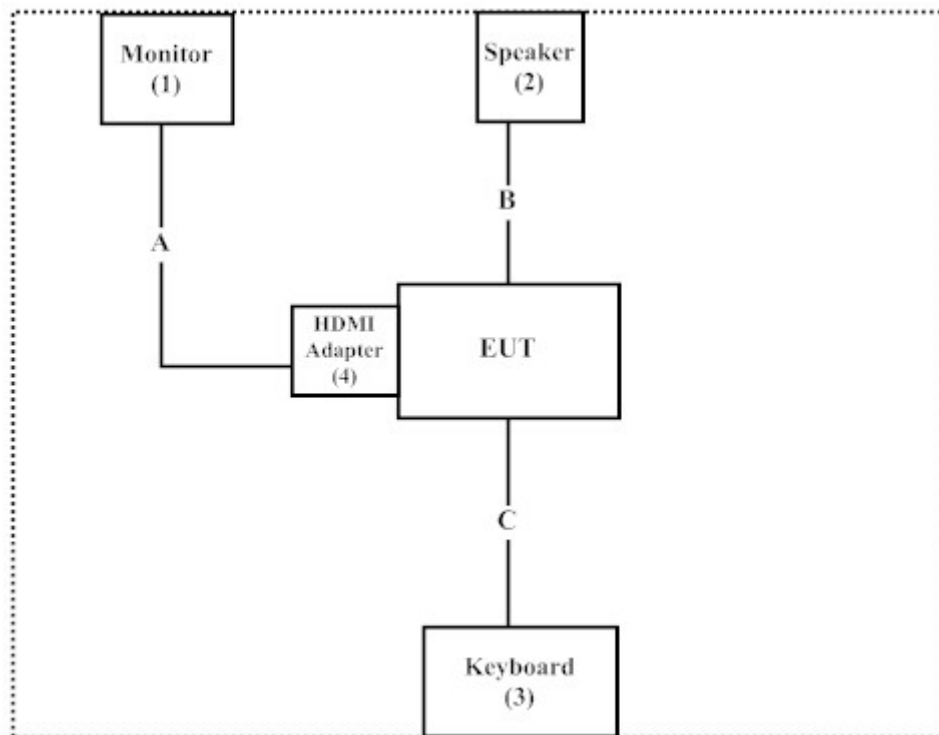 Monitor
(1)
Speaker
(2)
B
A
HDMI
Adapter
(4)
EUT
C
Keyboard
(3)